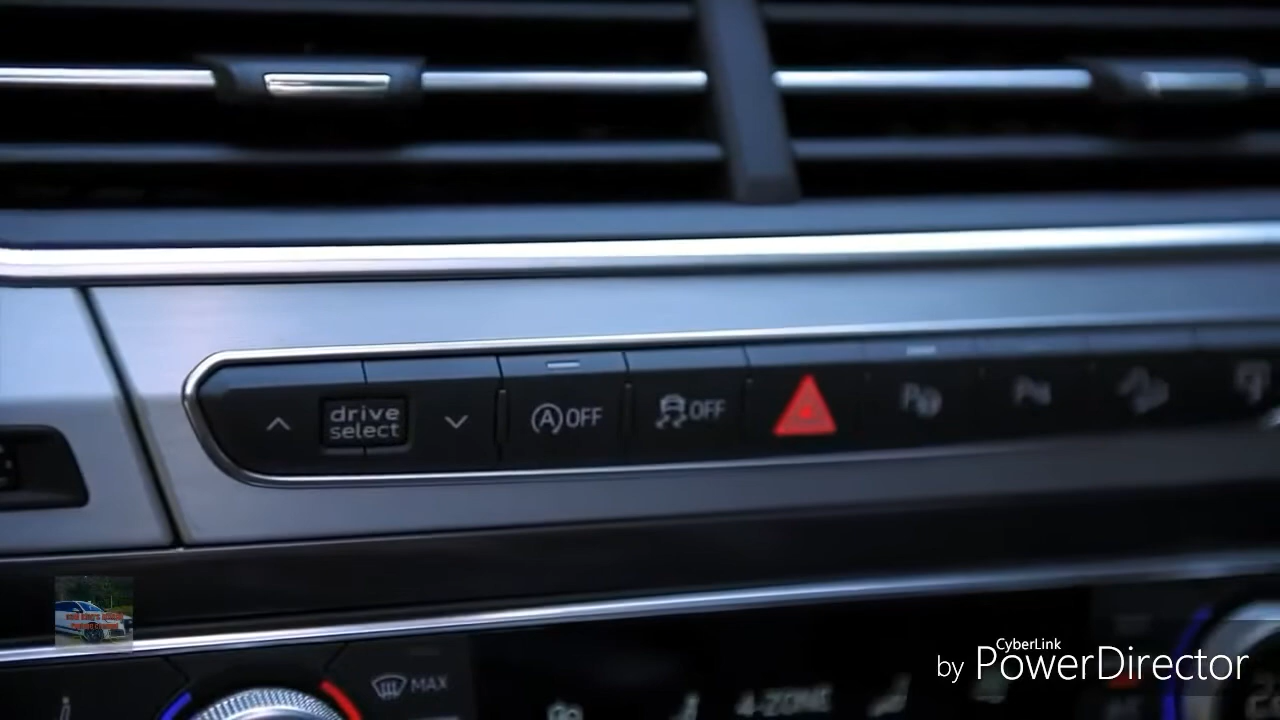 drive
select
A OFF
OFF
MAX
4-ZONE
CyberLink
by PowerDirector